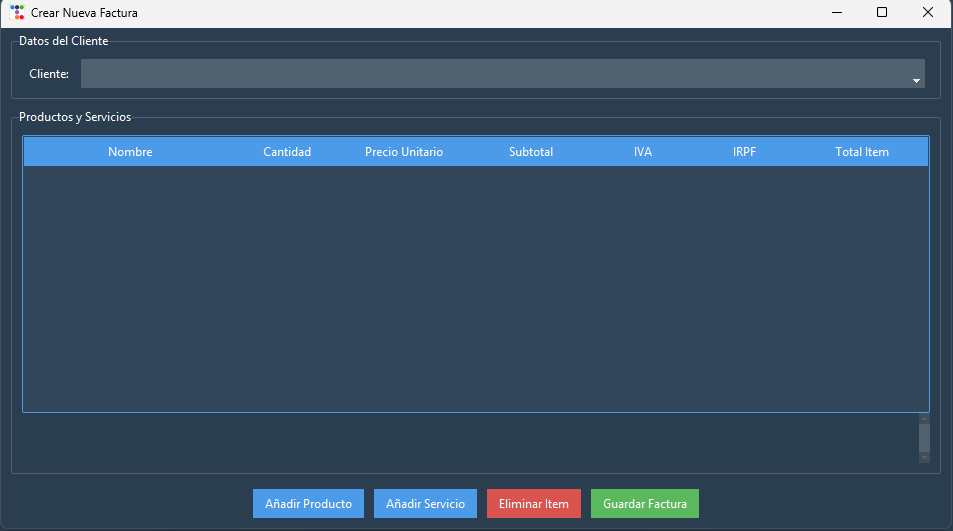 Crear Nueva Factura
Datos del Cliente
Cliente:
Productos y Servicios
Nombre Cantidad Precio Unitario Subtotal IVA IRPF Total Item
Añadir Producto Añadir Servicio Eliminar Item Guardar Factura